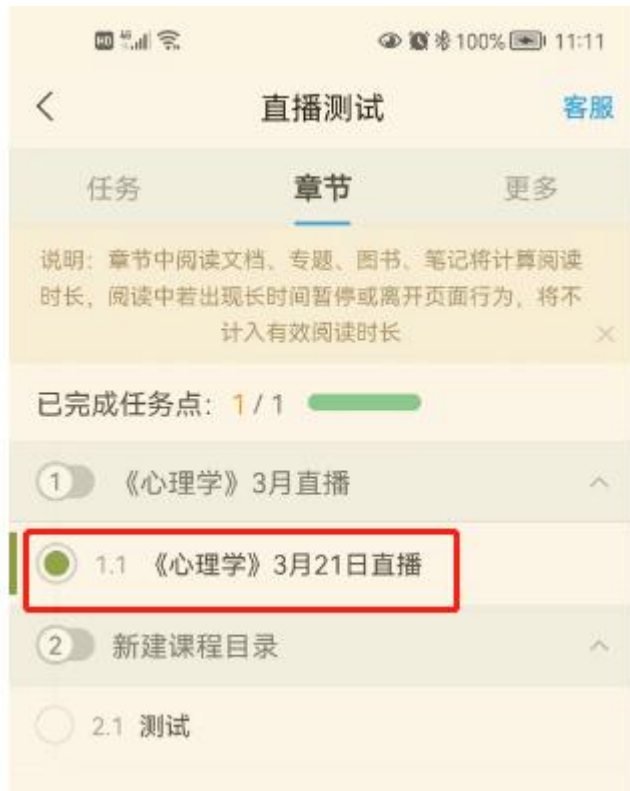 HD 4G 100% 11:11
直播测试 客服
任务 章节 更多
说明：章节中阅读文档、专题、图书、笔记将计算阅读
时长，阅读中若出现长时间暂停或离开页面行为，将不
计入有效阅读时长
已完成任务点：1 / 1
1 《心理学》3月直播
1.1 《心理学》3月21日直播
2 新建课程目录
2.1 测试